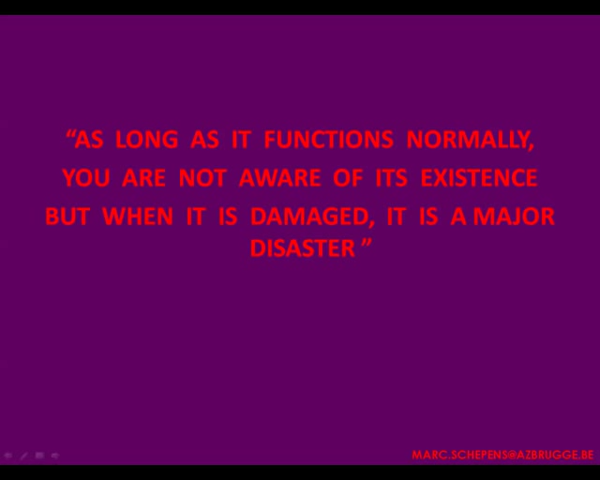 “AS LONG AS IT FUNCTIONS NORMALLY,
YOU ARE NOT AWARE OF ITS EXISTENCE
BUT WHEN IT IS DAMAGED, IT IS A MAJOR
DISASTER ”
MARC.SCHEPENS@AZBRUGGE.BE